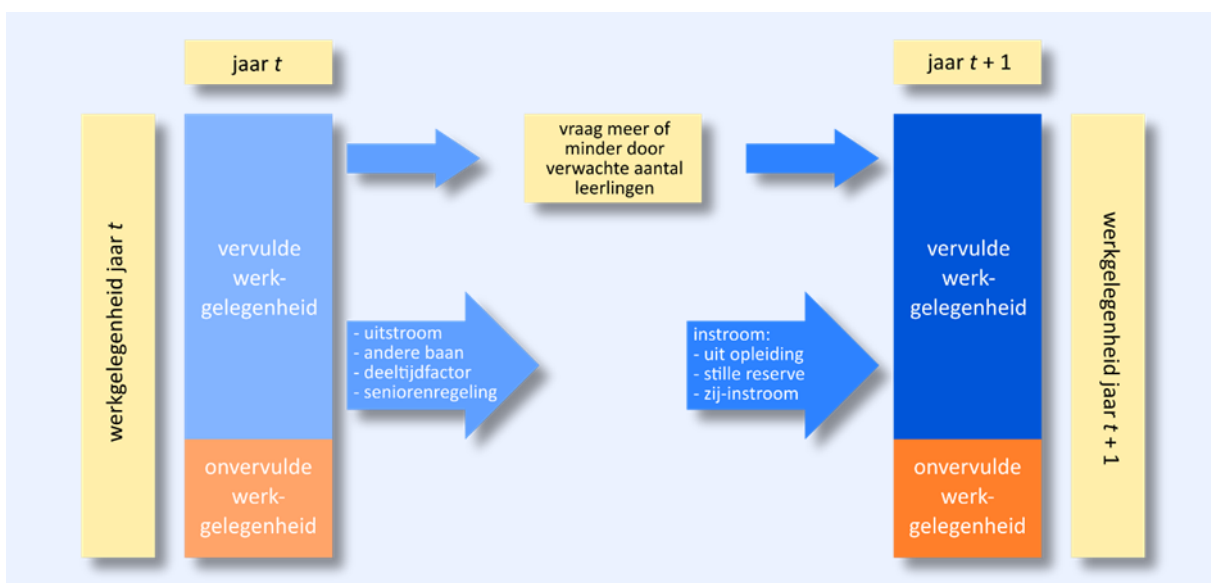 jaar t
jaar t + 1
werkgelegenheid jaar t
vervulde
werk-
gelegenheid
onvervulde
werk-
gelegenheid
vraag meer of
minder door
verwachte aantal
leerlingen
- uitstroom
- andere baan
- deeltijdfactor
- seniorenregeling
instroom:
- uit opleiding
- stille reserve
- zij-instroom
vervulde
werk-
gelegenheid
onvervulde
werk-
gelegenheid
werkgelegenheid jaar t + 1